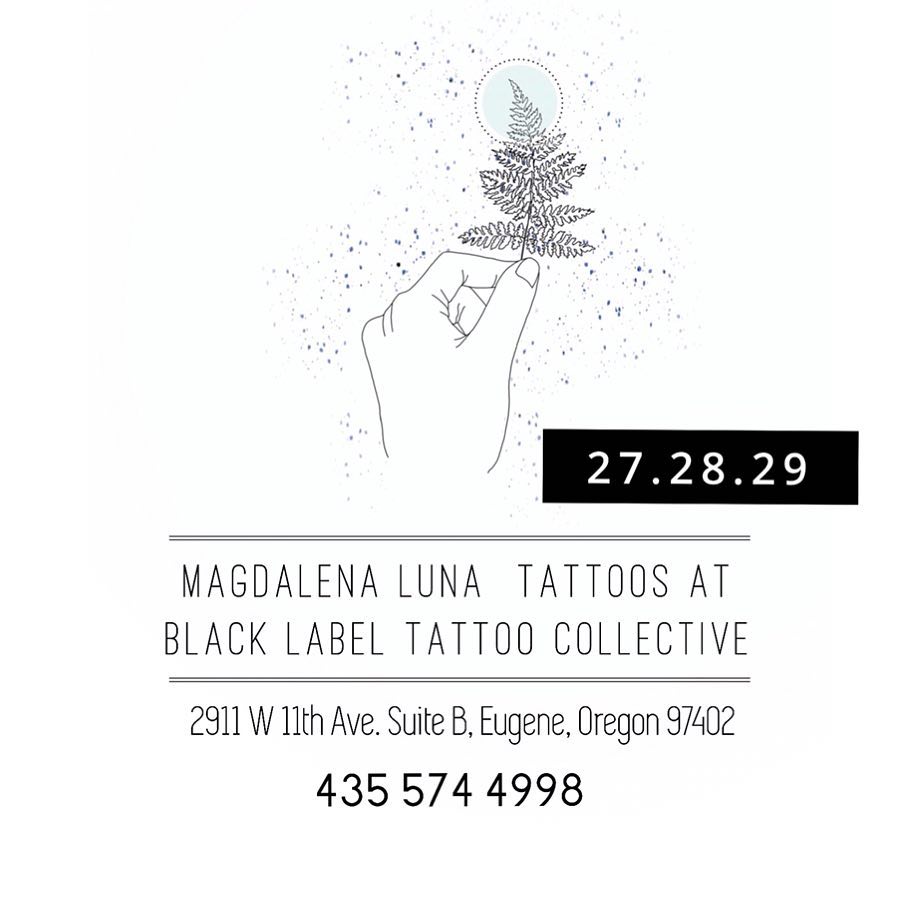 27.28.29
MAGDALENA LUNA TATTOOS AT
BLACK LABEL TATTOO COLLECTIVE
2911 W 11th Ave. Suite B, Eugene, Oregon 97402
435 574 4998